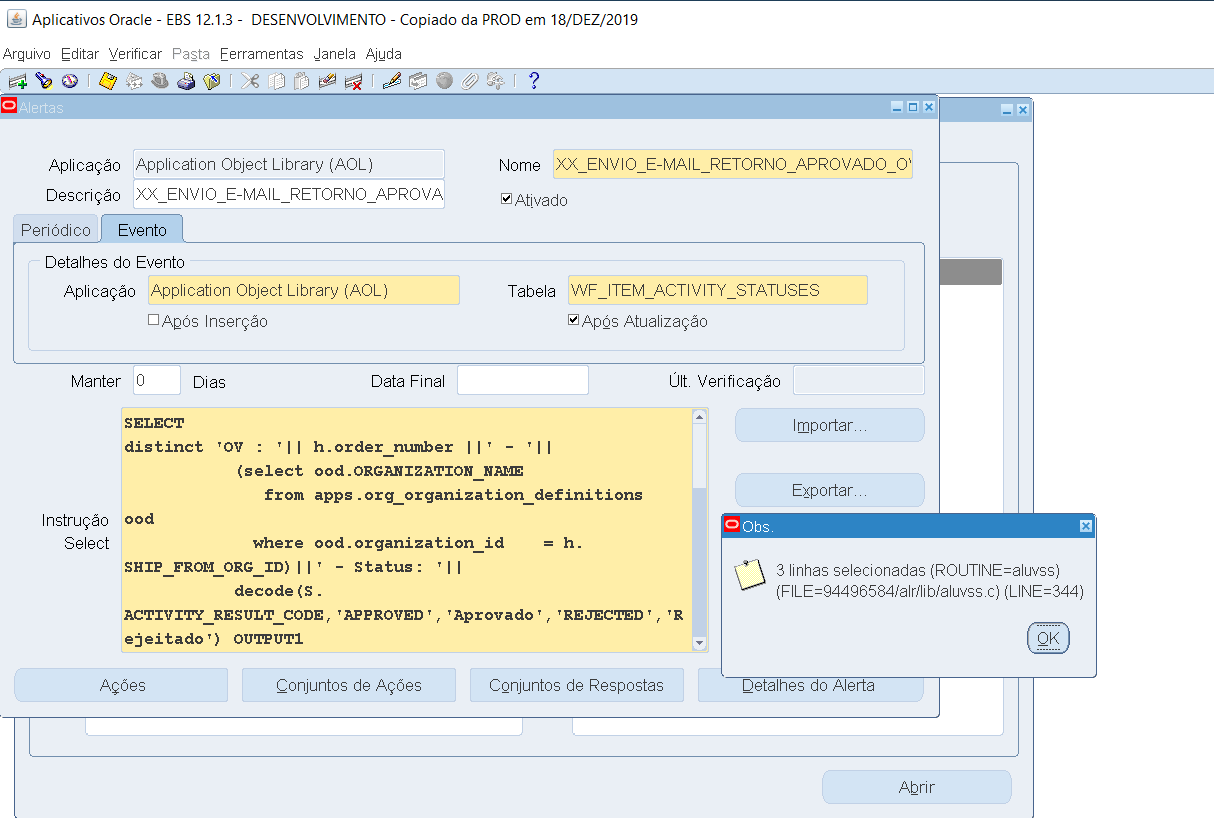 Aplicativos Oracle - EBS 12.1.3 -  DESENVOLVIMENTO - Copiado da PROD em 18/DEZ/2019
Arquivo Editar Verificar Pasta Ferramentas Janela Ajuda
Alertas
Aplicação Application Object Library (AOL)
Nome XX_ENVIO_E-MAIL_RETORNO_APROVADO_O
Descrição XX_ENVIO_E-MAIL_RETORNO_APROVA
Ativado
Periódico Evento
Detalhes do Evento
Aplicação Application Object Library (AOL)
Tabela WF_ITEM_ACTIVITY_STATUSES
Após Inserção
Após Atualização
Manter 0 Dias
Data Final
Últ. Verificação
Instrução
Select
SELECT
distinct 'OV : '|| h.order_number ||' - '||
(select ood.ORGANIZATION_NAME
from apps.org_organization_definitions
ood
where ood.organization_id    = h.
SHIP_FROM_ORG_ID)||' - Status: '||
decode(S.
ACTIVITY_RESULT_CODE,'APPROVED','Aprovado','REJECTED','R
ejeitado') OUTPUT1
Importar...
Exportar...
Obs.
3 linhas selecionadas (ROUTINE=aluvss)
(FILE=94496584/alr/lib/aluvss.c) (LINE=344)
OK
Ações
Conjuntos de Ações
Conjuntos de Respostas
Detalhes do Alerta
Abrir